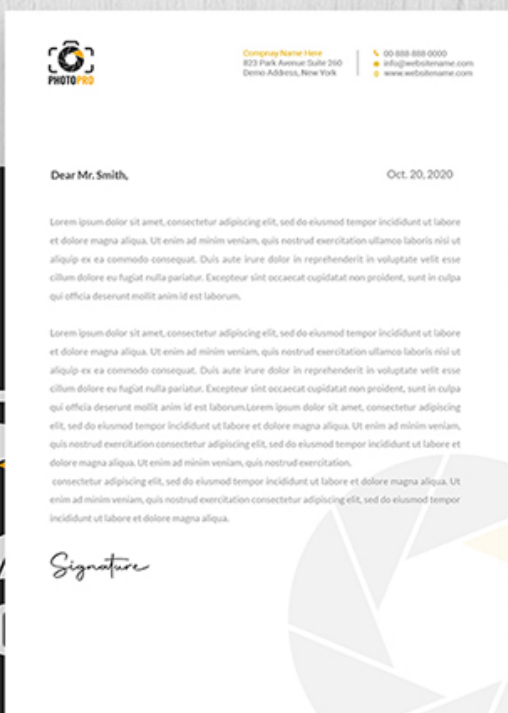 PHOTOPRO
Compnay Name Here
823 Park Avenue Suite 260
Demo Address, New York
00-888-888-0000
info@websitename.com
www.websitename.com
Dear Mr. Smith,
Oct. 20, 2020
Lorem ipsum dolor sit amet, consectetur adipiscing elit, sed do eiusmod tempor incididunt ut labore
et dolore magna aliqua. Ut enim ad minim veniam, quis nostrud exercitation ullamco laboris nisi ut
aliquip ex ea commodo consequat. Duis aute irure dolor in reprehenderit in voluptate velit esse
cillum dolore eu fugiat nulla pariatur. Excepteur sint occaecat cupidatat non proident, sunt in culpa
qui officia deserunt mollit anim id est laborum.
Lorem ipsum dolor sit amet, consectetur adipiscing elit, sed do eiusmod tempor incididunt ut labore
et dolore magna aliqua. Ut enim ad minim veniam, quis nostrud exercitation ullamco laboris nisi ut
aliquip ex ea commodo consequat. Duis aute irure dolor in reprehenderit in voluptate velit esse
cillum dolore eu fugiat nulla pariatur. Excepteur sint occaecat cupidatat non proident, sunt in culpa
qui officia deserunt mollit anim id est laborum.Lorem ipsum dolor sit amet, consectetur adipiscing
elit, sed do eiusmod tempor incididunt ut labore et dolore magna aliqua. Ut enim ad minim veniam,
quis nostrud exercitation consectetur adipiscing elit, sed do eiusmod tempor incididunt ut labore et
dolore magna aliqua. Ut enim ad minim veniam, quis nostrud exercitation.
consectetur adipiscing elit, sed do eiusmod tempor incididunt ut labore et dolore magna aliqua. Ut
enim ad minim veniam, quis nostrud exercitation consectetur adipiscing elit, sed do eiusmod tempor
incididunt ut labore et dolore magna aliqua.
Signature